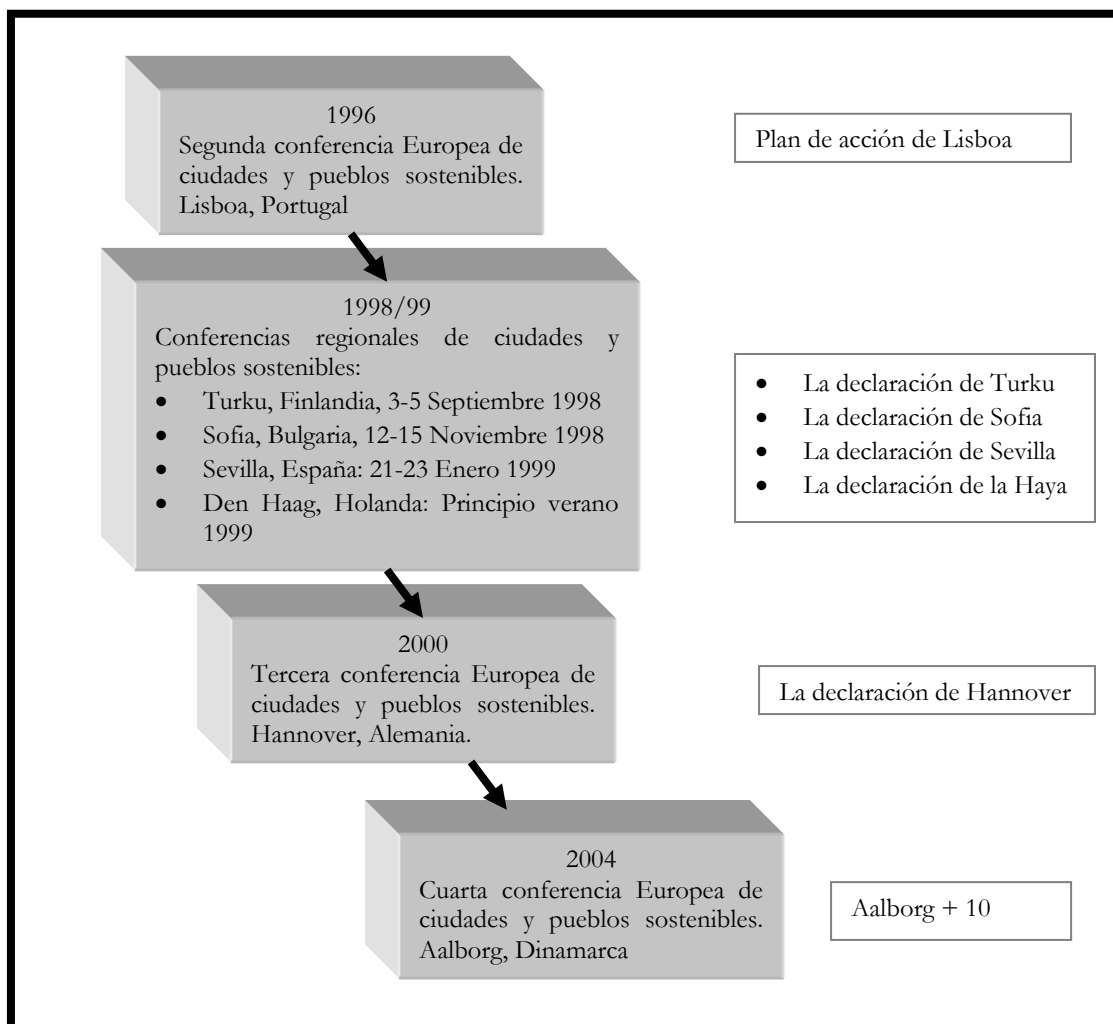 1996
Segunda conferencia Europea de
ciudades y pueblos sostenibles.
Lisboa, Portugal
Plan de acción de Lisboa
1998/99
Conferencias regionales de ciudades y
pueblos sostenibles:
• Turku, Finlandia, 3-5 Septiembre 1998
• Sofia, Bulgaria, 12-15 Noviembre 1998
• Sevilla, España: 21-23 Enero 1999
• Den Haag, Holanda: Principio verano
1999
• La declaración de Turku
• La declaración de Sofia
• La declaración de Sevilla
• La declaración de la Haya
2000
Tercera conferencia Europea de
ciudades y pueblos sostenibles.
Hannover, Alemania.
La declaración de Hannover
2004
Cuarta conferencia Europea de
ciudades y pueblos sostenibles.
Aalborg, Dinamarca
Aalborg + 10